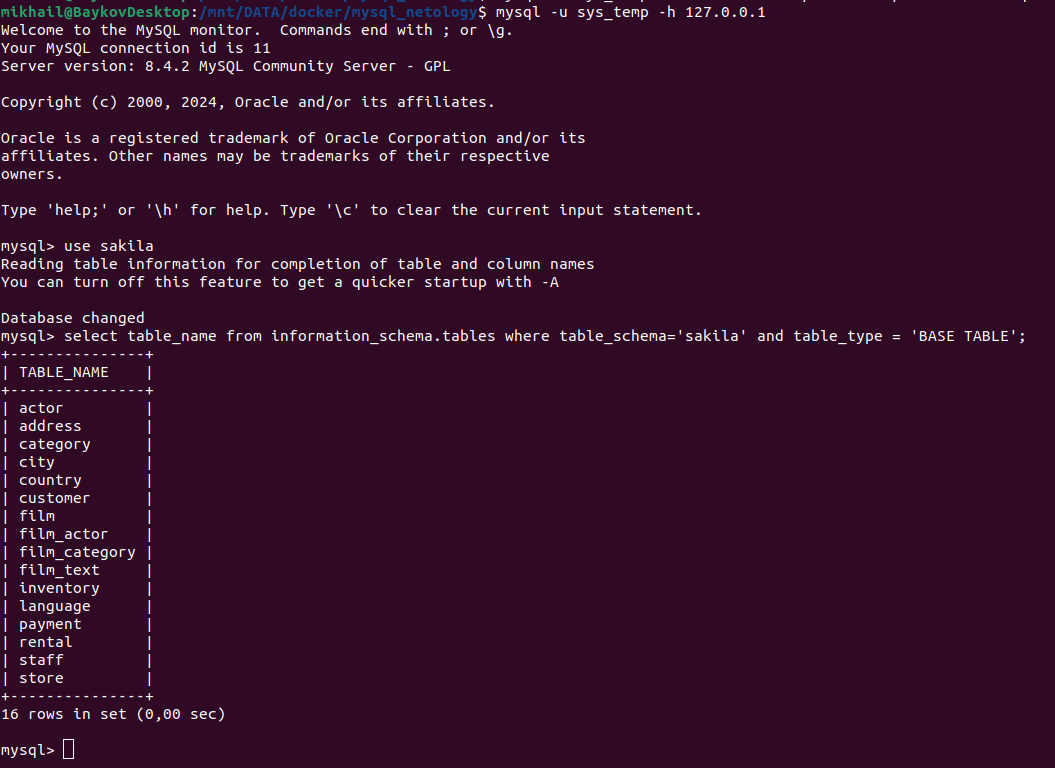 mikhail@BaykovDesktop:/mnt/DATA/docker/mysql_netology$ mysql -u sys_temp -h 127.0.0.1
Welcome to the MySQL monitor.  Commands end with ; or \g.
Your MySQL connection id is 11
Server version: 8.4.2 MySQL Community Server - GPL

Copyright (c) 2000, 2024, Oracle and/or its affiliates.

Oracle is a registered trademark of Oracle Corporation and/or its
affiliates. Other names may be trademarks of their respective
owners.

Type 'help;' or '\h' for help. Type '\c' to clear the current input statement.

mysql> use sakila
Reading table information for completion of table and column names
You can turn off this feature to get a quicker startup with -A

Database changed
mysql> select table_name from information_schema.tables where table_schema='sakila' and table_type = 'BASE TABLE';
+---------------+
| TABLE_NAME    |
+---------------+
| actor         |
| address       |
| category      |
| city          |
| country       |
| customer      |
| film          |
| film_actor    |
| film_category |
| film_text     |
| inventory     |
| language      |
| payment       |
| rental        |
| staff         |
| store         |
+---------------+
16 rows in set (0,00 sec)

mysql>